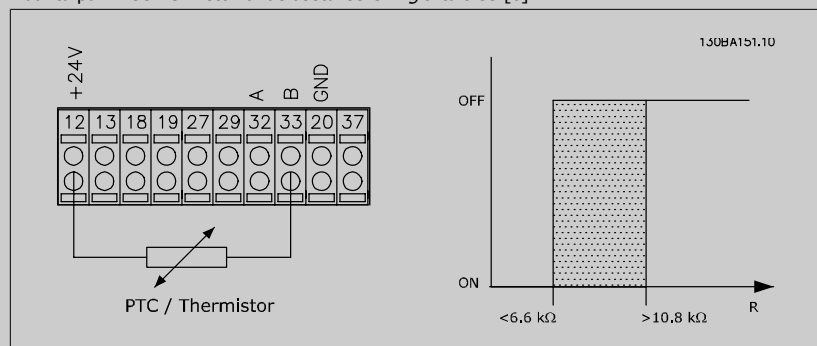 130BA151.10
+24V
A
B
GND
12 13 18 19 27 29 32 33 20 37
PTC / Thermistor
OFF
ON
<6.6 kΩ
>10.8 kΩ
R